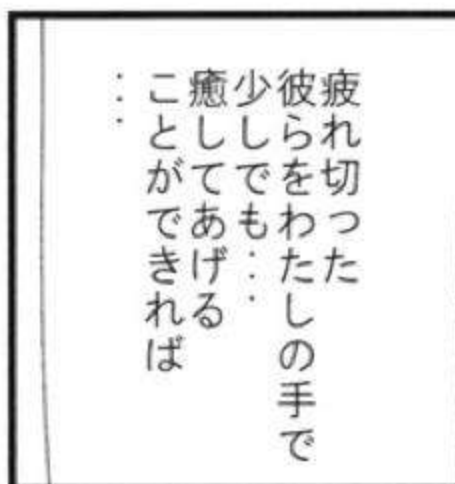 疲れ切った
彼らをわたしの手で
少しでも…
癒してあげる
ことができれば
…